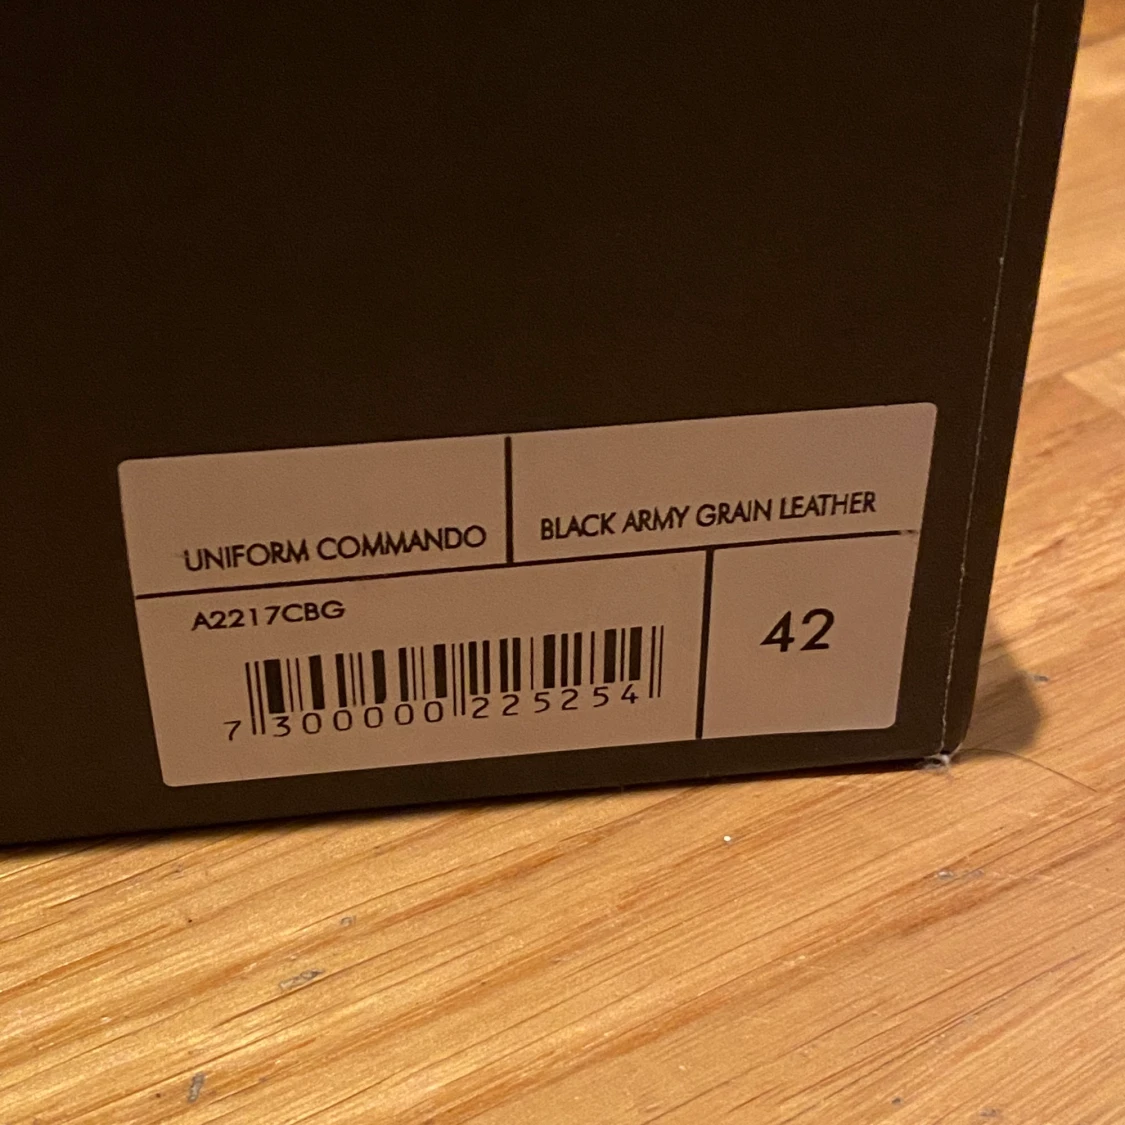 UNIFORM COMMANDO
BLACK ARMY GRAIN LEATHER
A2217CBG
42
7 300000 225254